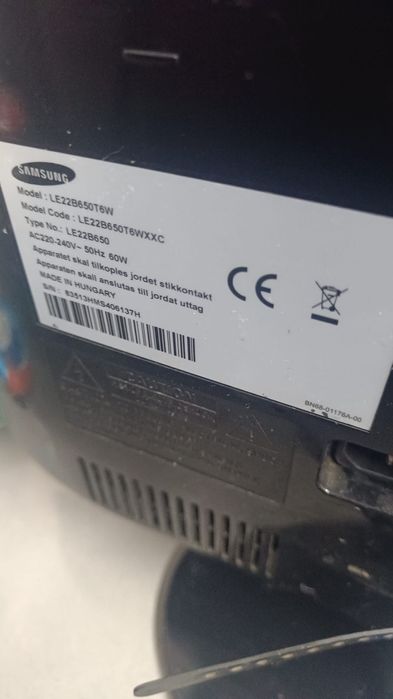 SAMSUNG
Model : LE22B650T6W
Model Code : LE22B650T6WXXC
Type No.: LE22B650
AC220-240V~ 50Hz 60W
Apparatet skal tilkoples jordet stikkontakt
Apparaten skall anslutas till jordat uttag
MADE IN HUNGARY
S/N : 83513HMS406137H
CE
BN68-01176A-00
CAUTION